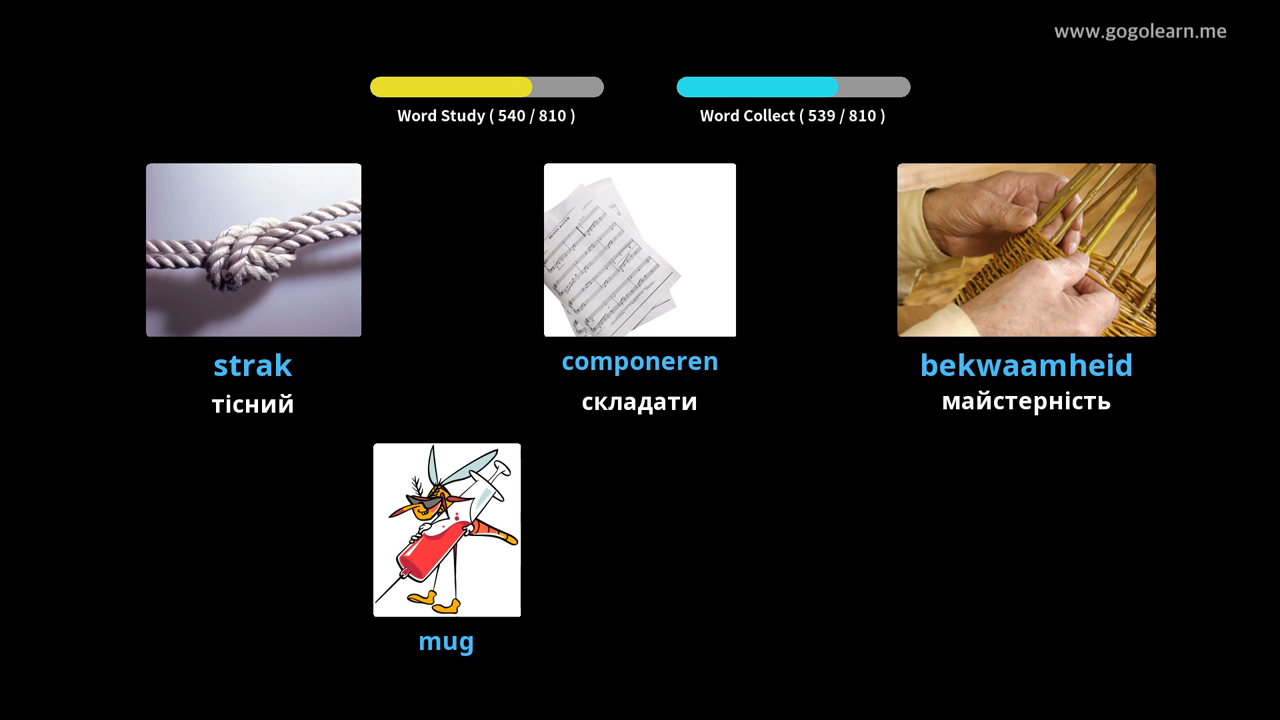 www.gogolearn.me
Word Study ( 540 / 810 )
Word Collect ( 539 / 810 )
strak
тісний
componeren
складати
bekwaamheid
майстерність
mug